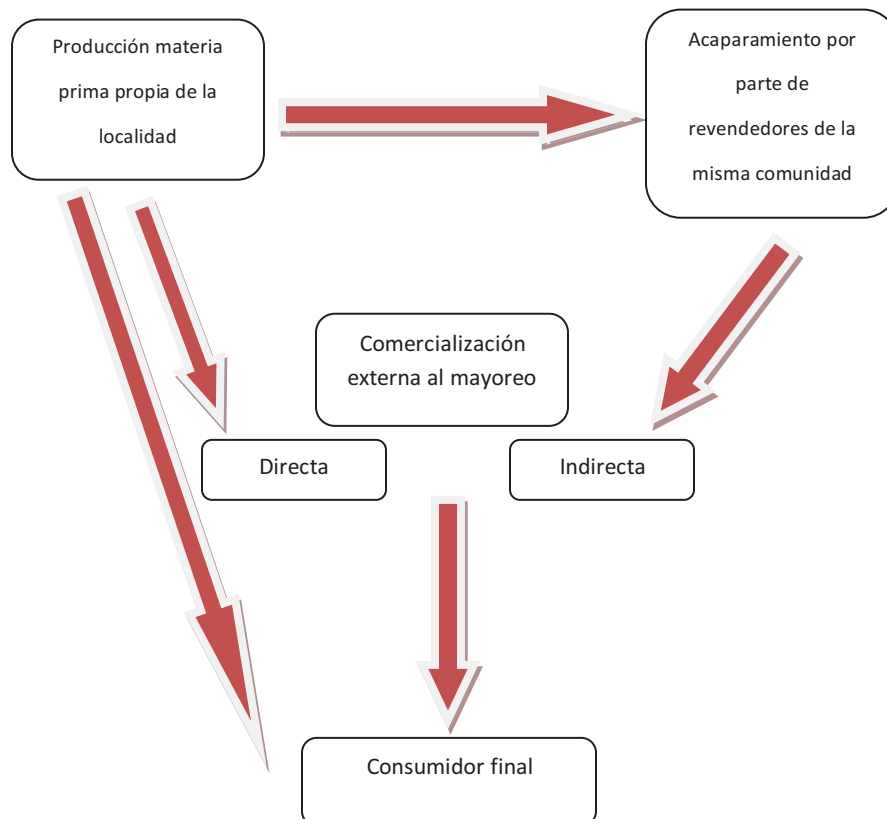 Producción materia
prima propia de la
localidad
Acaparamiento por
parte de
revendedores de la
misma comunidad
Comercialización
externa al mayoreo
Directa
Indirecta
Consumidor final